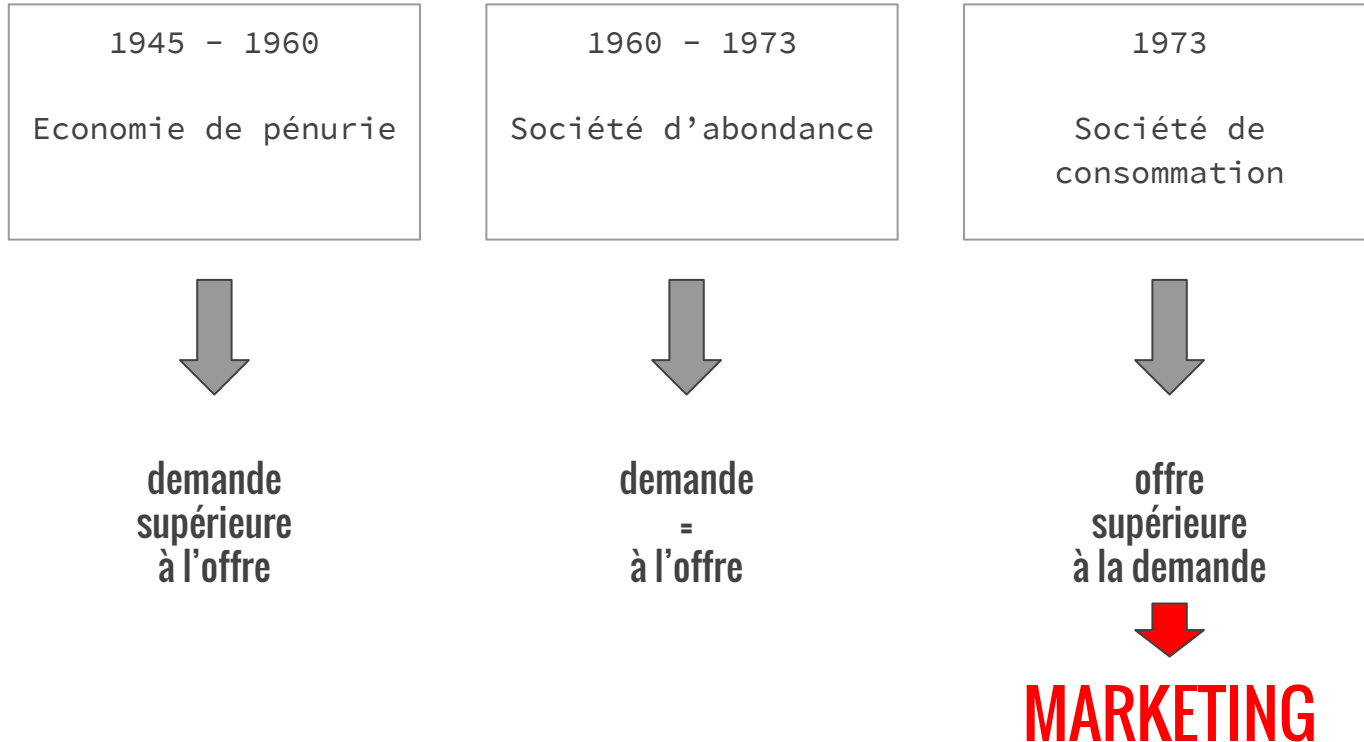 1945 – 1960
Economie de pénurie
demande
supérieure
à l’offre
1960 – 1973
Société d’abondance
demande
=
à l’offre
1973
Société de
consommation
offre
supérieure
à la demande
MARKETING